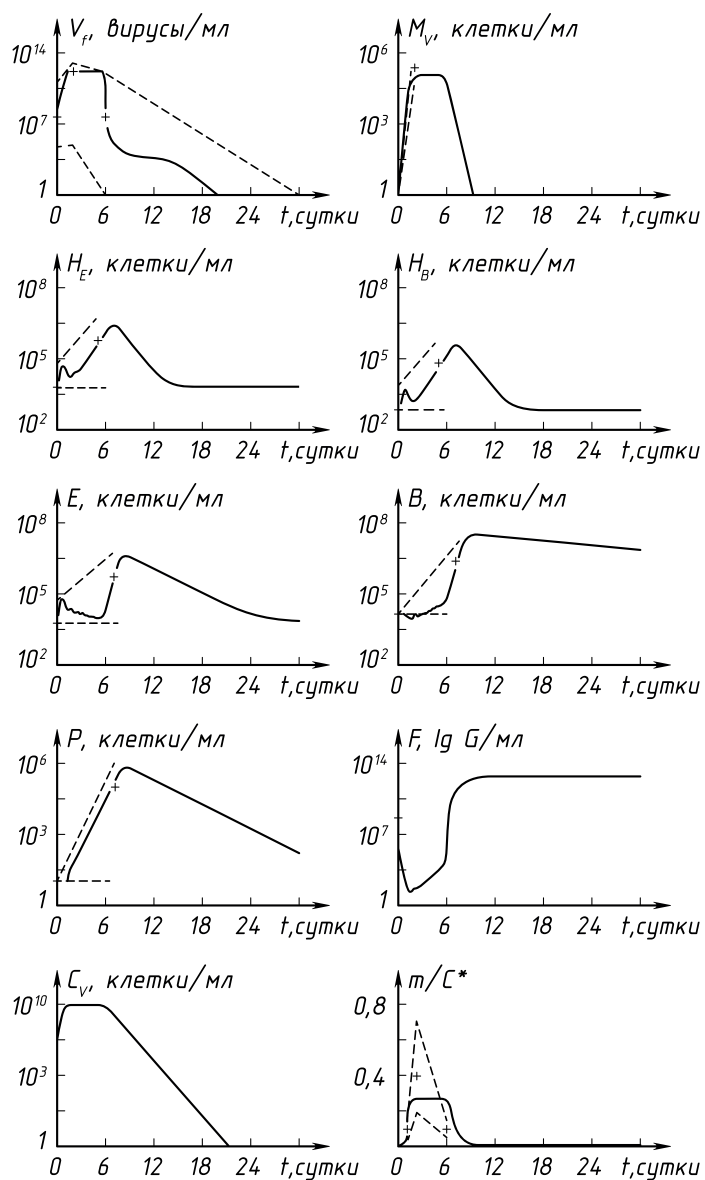 V_f, вирусы/мл
10^14
10^7
1
0 6 12 18 24 t,сутки
M_V, клетки/мл
10^6
10^3
1
0 6 12 18 24 t,сутки
H_E, клетки/мл
10^8
10^5
10^2
0 6 12 18 24 t,сутки
H_B, клетки/мл
10^8
10^5
10^2
0 6 12 18 24 t,сутки
E, клетки/мл
10^8
10^5
10^2
0 6 12 18 24 t,сутки
B, клетки/мл
10^8
10^5
10^2
0 6 12 18 24 t,сутки
P, клетки/мл
10^6
10^3
1
0 6 12 18 24 t,сутки
F, Ig G/мл
10^14
10^7
1
0 6 12 18 24 t,сутки
C_V, клетки/мл
10^10
10^3
1
0 6 12 18 24 t,сутки
m/C*
0,8
0,4
0 6 12 18 24 t,сутки